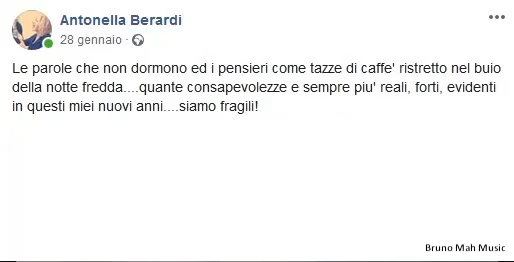 Antonella Berardi
28 gennaio ·
Le parole che non dormono ed i pensieri come tazze di caffe' ristretto nel buio
della notte fredda....quante consapevolezze e sempre piu' reali, forti, evidenti
in questi miei nuovi anni....siamo fragili!
Bruno Mah Music